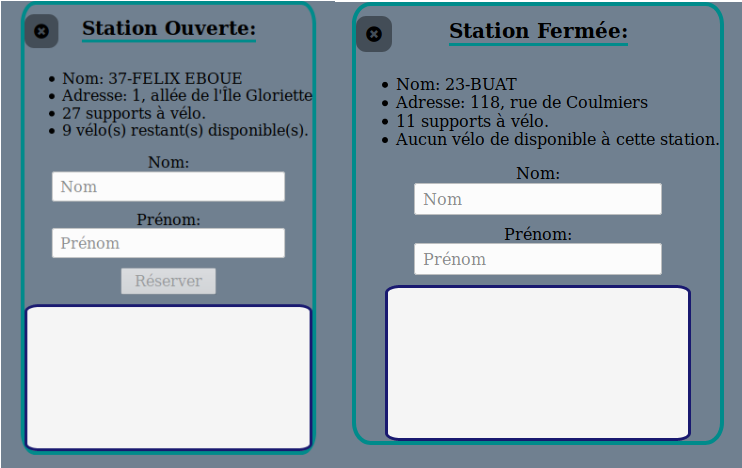 Station Ouverte:
Nom: 37-FELIX EBOUE
Adresse: 1, allée de l'Île Gloriette
27 supports à vélo.
9 vélo(s) restant(s) disponible(s).
Nom:
Nom
Prénom:
Prénom
Réserver
Station Fermée:
Nom: 23-BUAT
Adresse: 118, rue de Coulmiers
11 supports à vélo.
Aucun vélo de disponible à cette station.
Nom:
Nom
Prénom:
Prénom